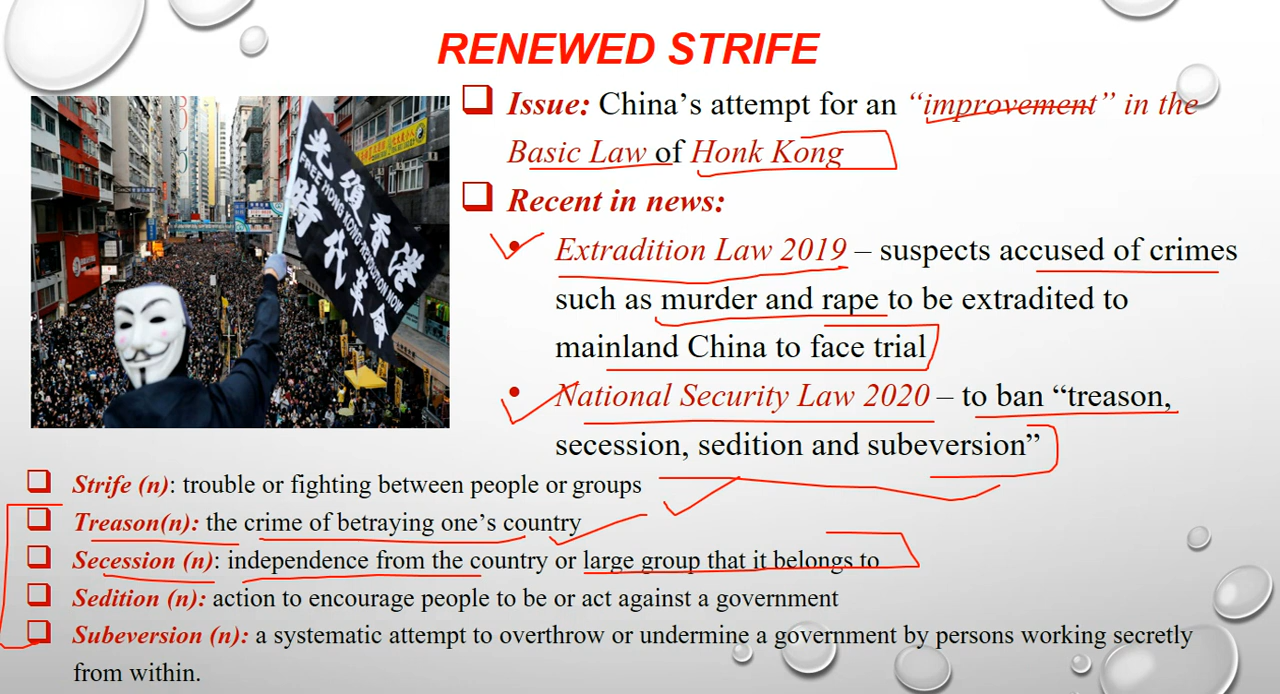 RENEWED STRIFE
❑ Issue: China’s attempt for an “improvement” in the
Basic Law of Honk Kong
❑ Recent in news:
• Extradition Law 2019 – suspects accused of crimes
such as murder and rape to be extradited to
mainland China to face trial
• National Security Law 2020 – to ban “treason,
secession, sedition and subeversion”
光復香港
FREE HONG KONG REVOLUTION NOW
時代革命
❑ Strife (n): trouble or fighting between people or groups
❑ Treason(n): the crime of betraying one’s country
❑ Secession (n): independence from the country or large group that it belongs to
❑ Sedition (n): action to encourage people to be or act against a government
❑ Subeversion (n): a systematic attempt to overthrow or undermine a government by persons working secretly
from within.